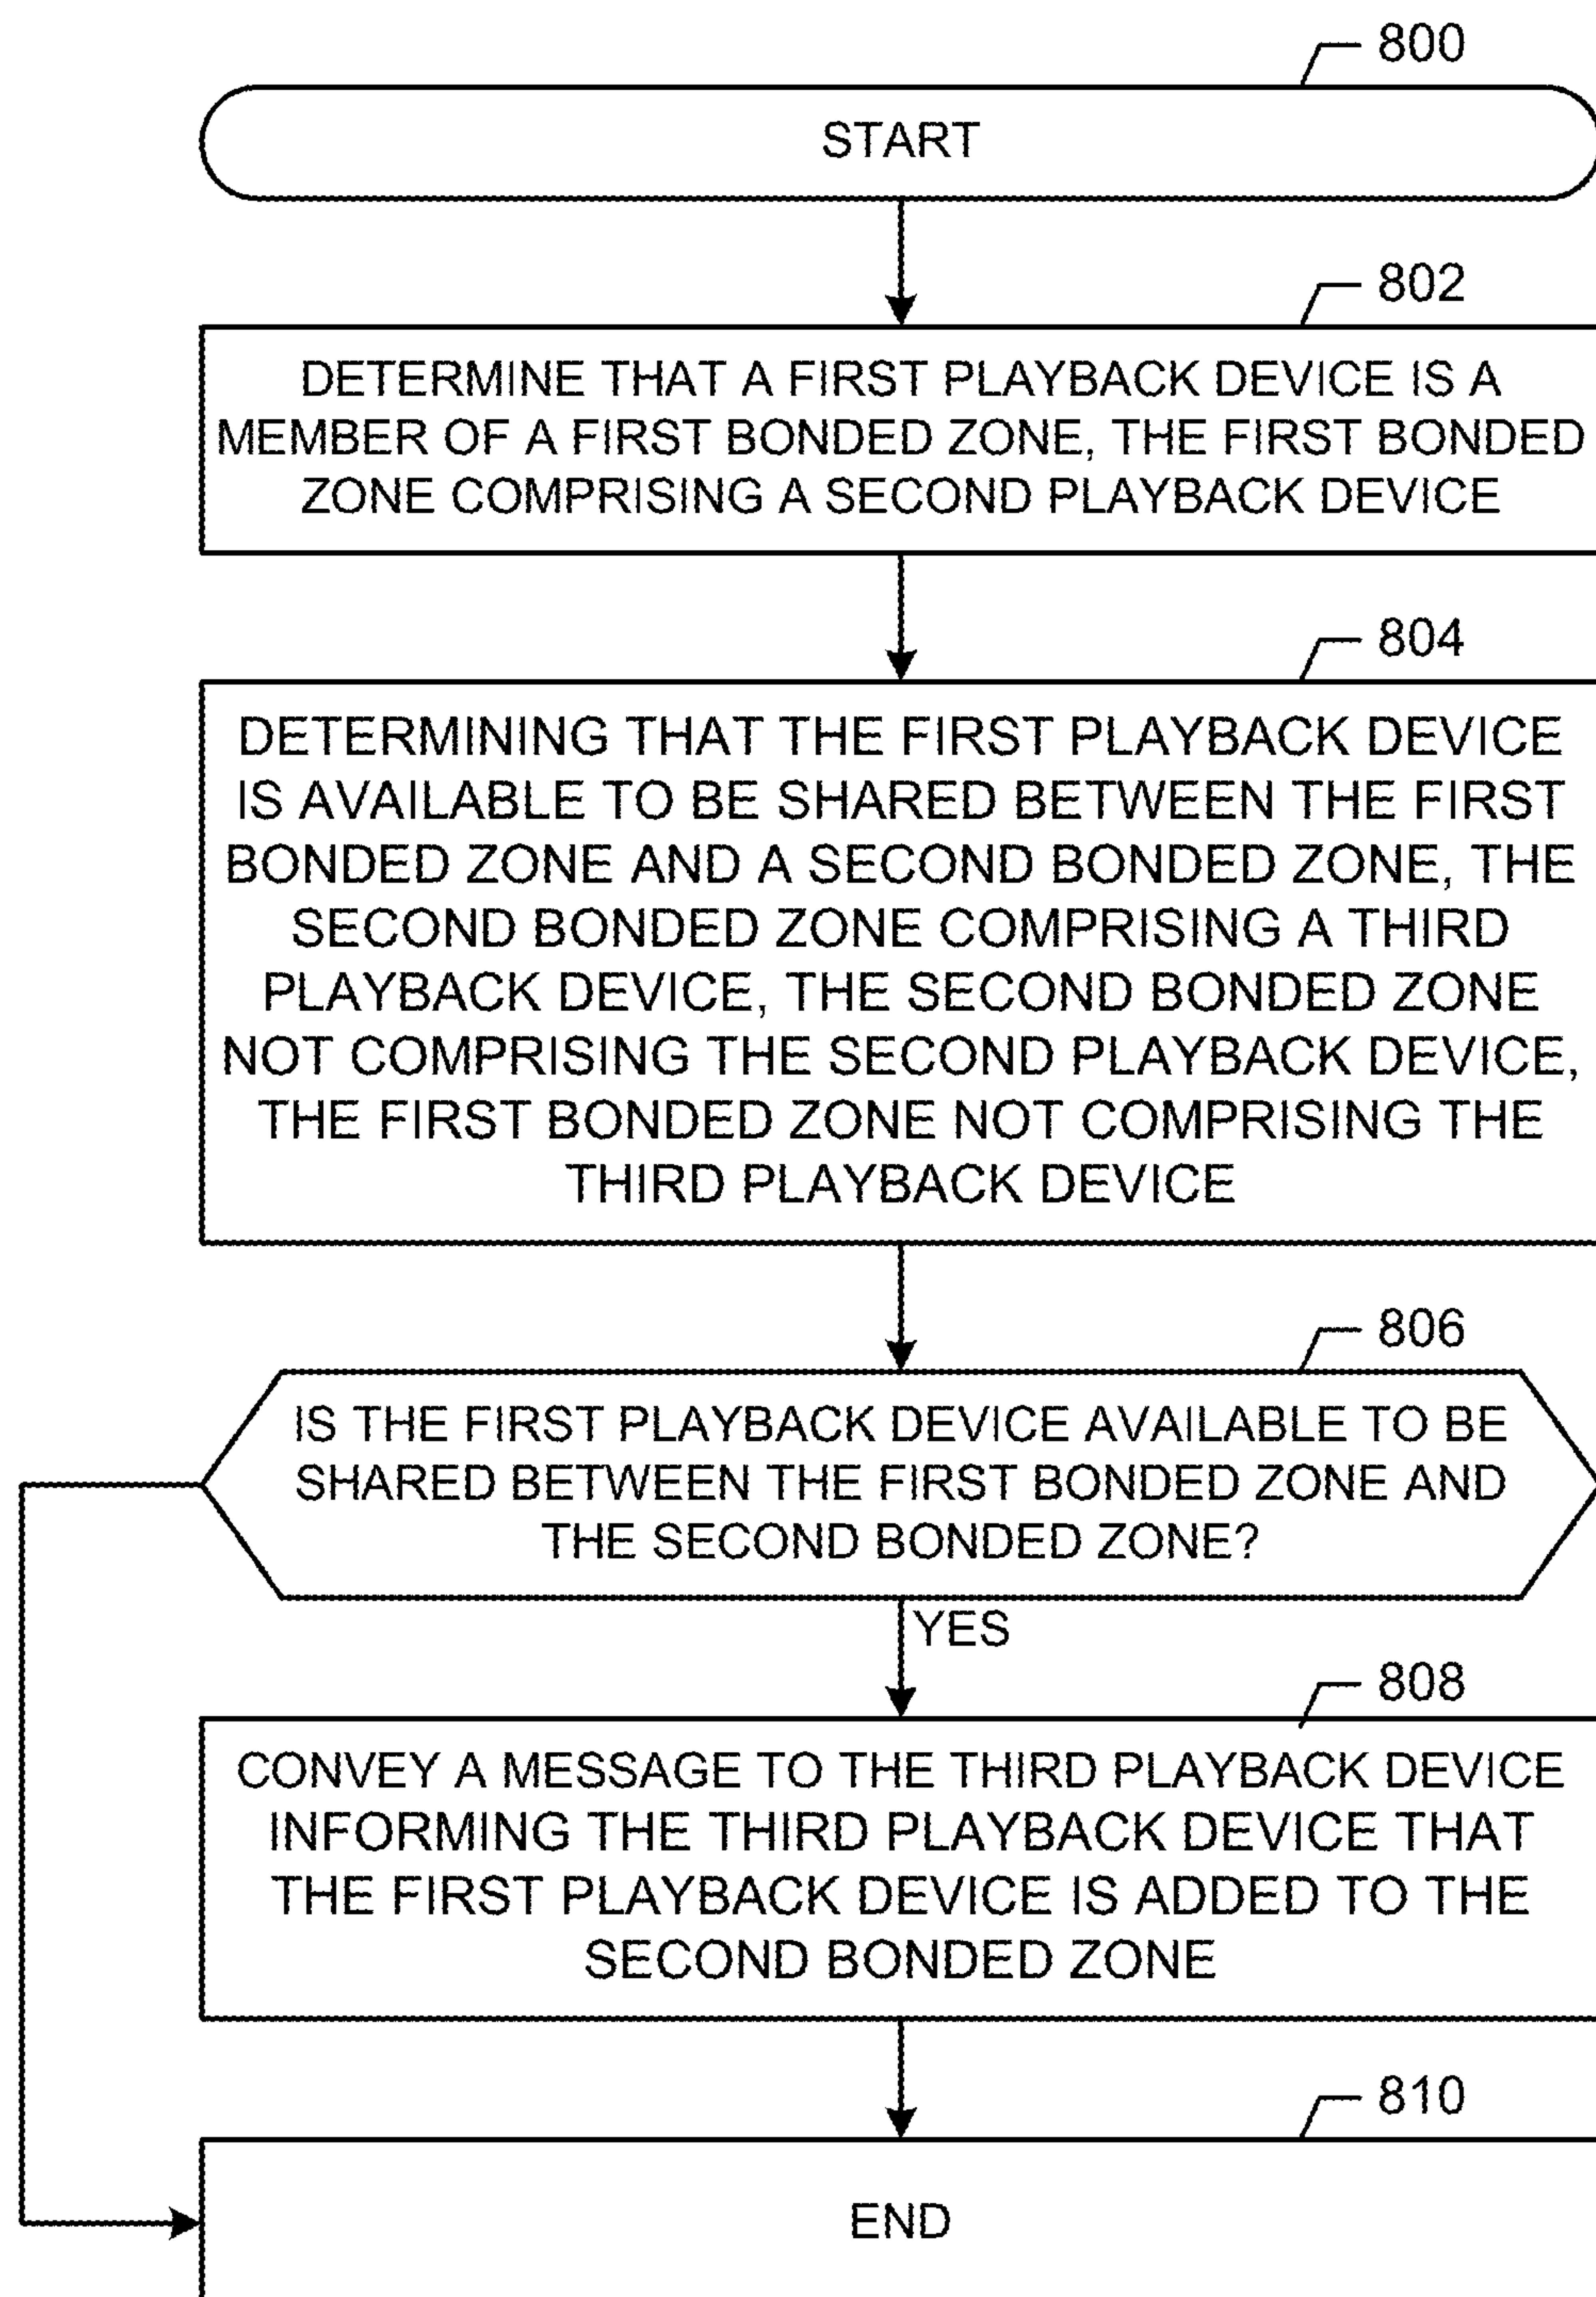 800
START
802
DETERMINE THAT A FIRST PLAYBACK DEVICE IS A
MEMBER OF A FIRST BONDED ZONE, THE FIRST BONDED
ZONE COMPRISING A SECOND PLAYBACK DEVICE
804
DETERMINING THAT THE FIRST PLAYBACK DEVICE
IS AVAILABLE TO BE SHARED BETWEEN THE FIRST
BONDED ZONE AND A SECOND BONDED ZONE, THE
SECOND BONDED ZONE COMPRISING A THIRD
PLAYBACK DEVICE, THE SECOND BONDED ZONE
NOT COMPRISING THE SECOND PLAYBACK DEVICE,
THE FIRST BONDED ZONE NOT COMPRISING THE
THIRD PLAYBACK DEVICE
806
IS THE FIRST PLAYBACK DEVICE AVAILABLE TO BE
SHARED BETWEEN THE FIRST BONDED ZONE AND
THE SECOND BONDED ZONE?
YES
808
CONVEY A MESSAGE TO THE THIRD PLAYBACK DEVICE
INFORMING THE THIRD PLAYBACK DEVICE THAT
THE FIRST PLAYBACK DEVICE IS ADDED TO THE
SECOND BONDED ZONE
810
END